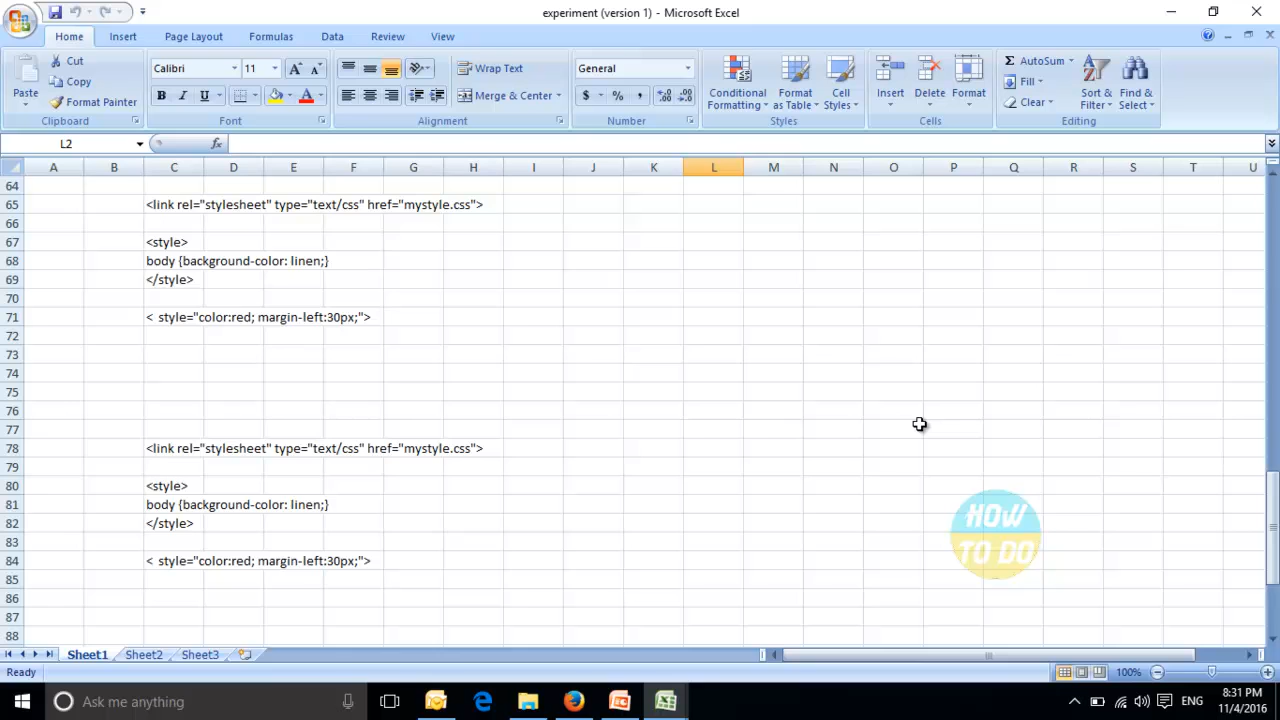 experiment (version 1) - Microsoft Excel
Home Insert Page Layout Formulas Data Review View
Paste Cut Copy Format Painter Clipboard
Calibri 11 A A B I U A Font
Wrap Text Merge & Center Alignment
General $ % , Number
Conditional Formatting Format as Table Cell Styles Styles
Insert Delete Format Cells
Σ AutoSum Fill Clear Sort & Filter Find & Select Editing
L2 fx
A B C D E F G H I J K L M N O P Q R S T U
64
65 <link rel="stylesheet" type="text/css" href="mystyle.css">
66
67 <style>
68 body {background-color: linen;}
69 </style>
70
71 < style="color:red; margin-left:30px;">
72
73
74
75
76
77
78 <link rel="stylesheet" type="text/css" href="mystyle.css">
79
80 <style>
81 body {background-color: linen;}
82 </style>
83
84 < style="color:red; margin-left:30px;">
85
86
87
88
HOW
TO DO
Sheet1 Sheet2 Sheet3
Ready 100%
Ask me anything ENG 8:31 PM
11/4/2016